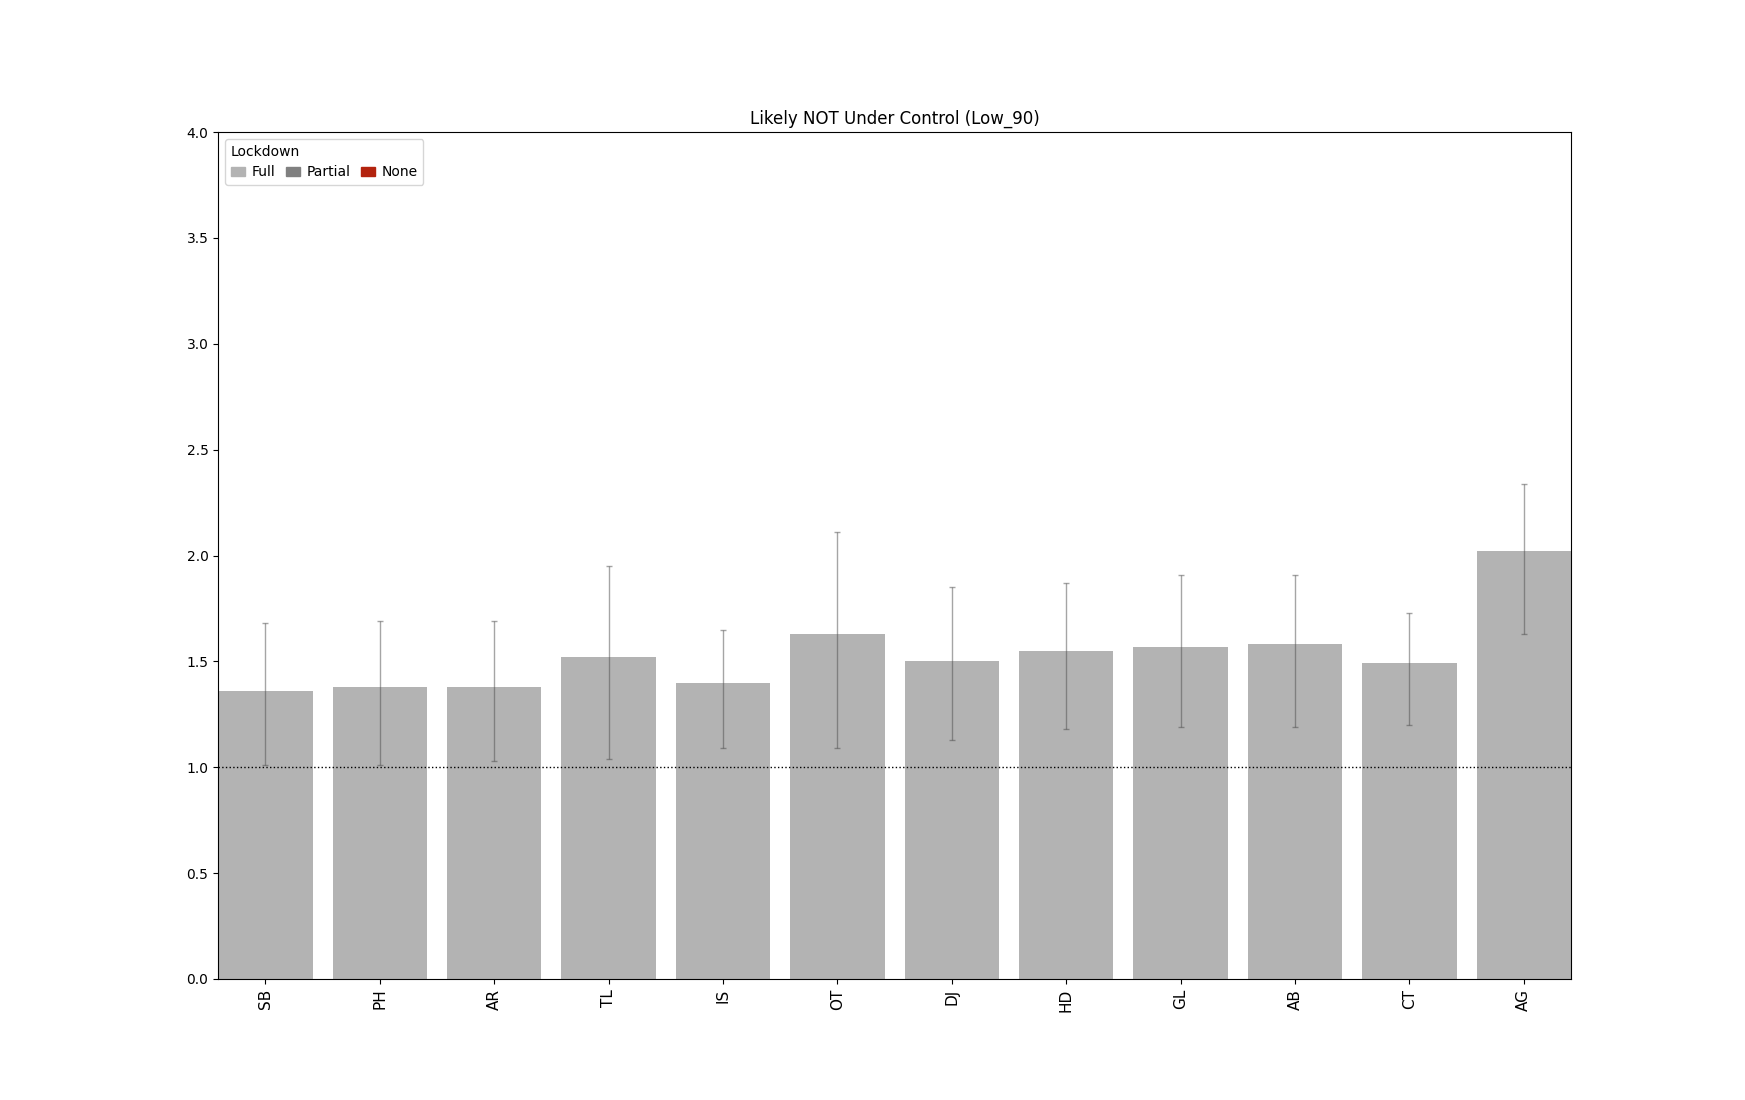 Likely NOT Under Control (Low_90)
Lockdown
Full Partial None
4.0
3.5
3.0
2.5
2.0
1.5
1.0
0.5
0.0
SB PH AR TL IS OT DJ HD GL AB CT AG